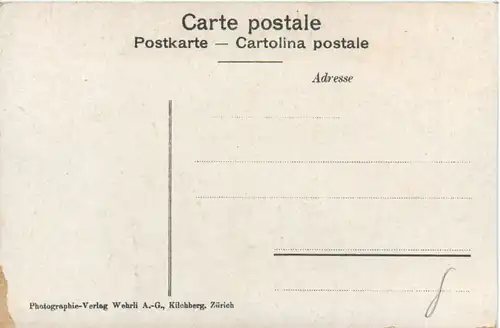 Carte postale
Postkarte — Cartolina postale
Adresse
Photographie-Verlag Wehrli A.-G., Kilchberg, Zürich